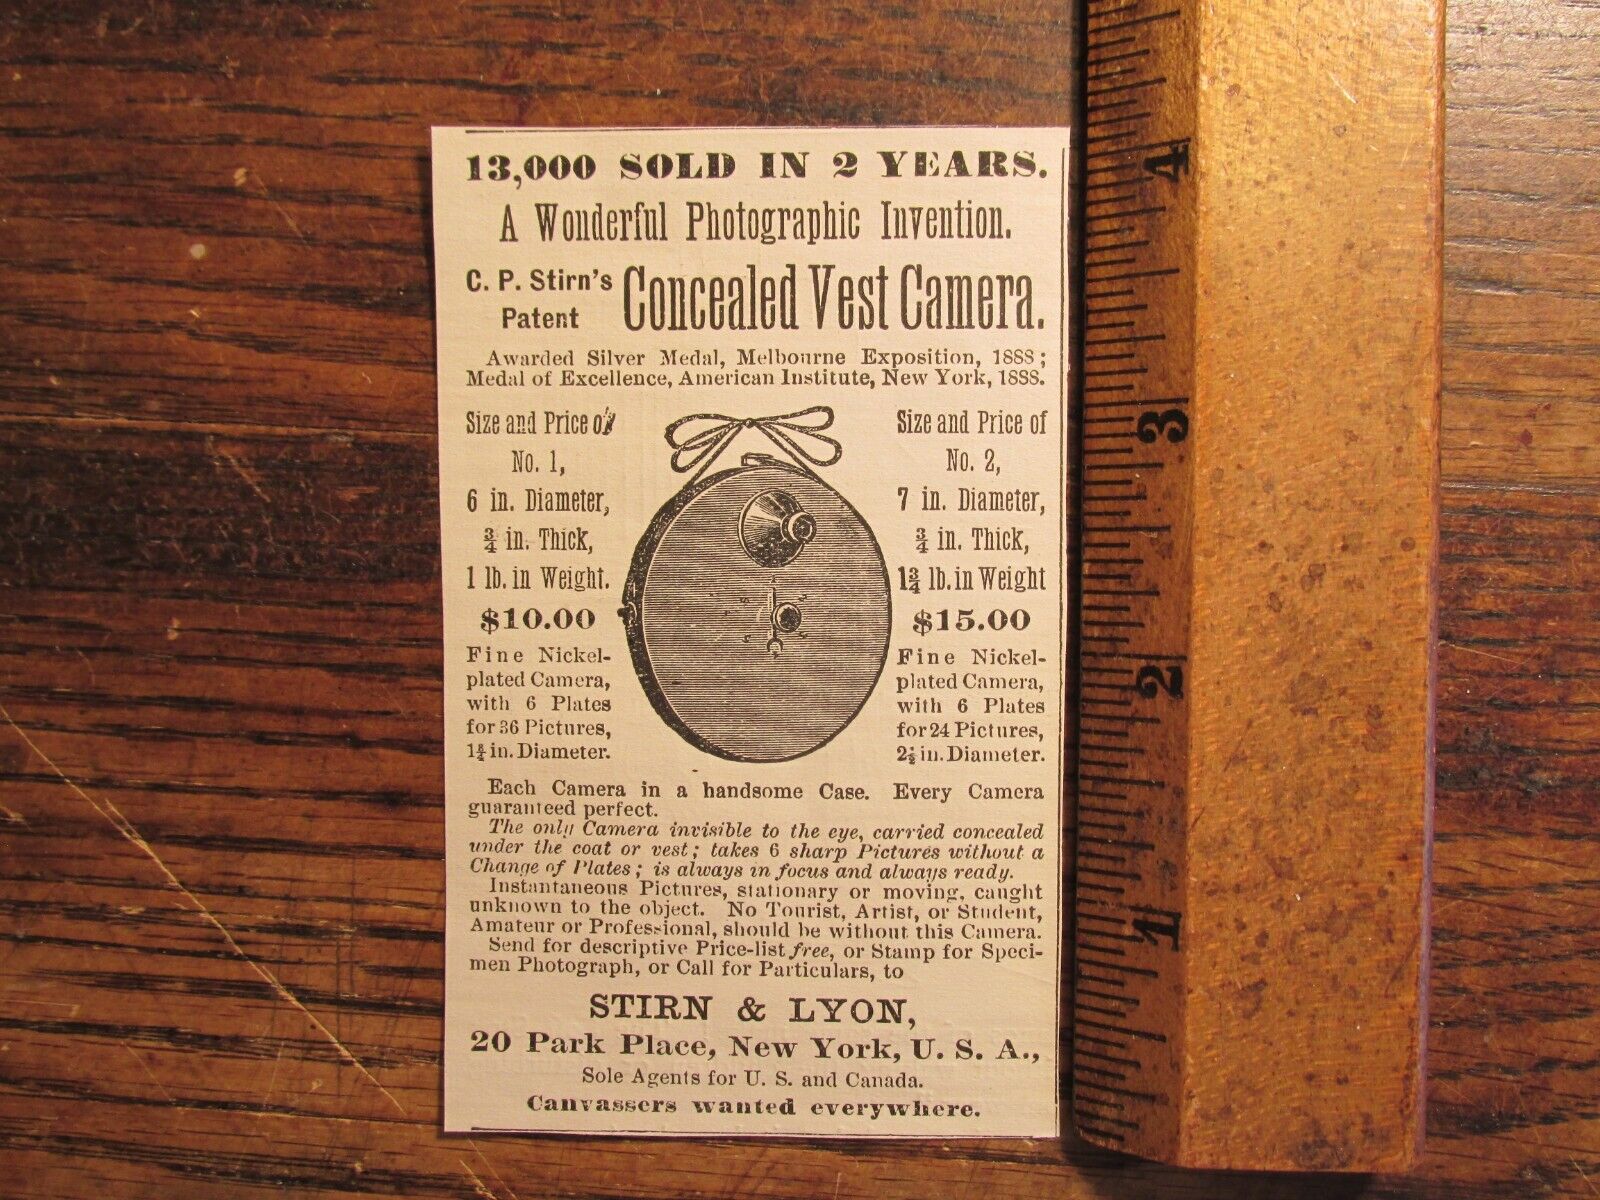 13,000 SOLD IN 2 YEARS.
A Wonderful Photographic Invention.
C. P. Stirn's
Patent
Concealed Vest Camera.
Awarded Silver Medal, Melbourne Exposition, 1888;
Medal of Excellence, American Institute, New York, 1888.
Size and Price of
No. 1,
6 in. Diameter,
¾ in. Thick,
1 lb. in Weight.
$10.00
Fine Nickel-
plated Camera,
with 6 Plates
for 36 Pictures,
in. Diameter.
Size and Price of
No. 2,
7 in. Diameter,
¾ in. Thick,
1¾ lb. in Weight
$15.00
Fine Nickel-
plated Camera,
with 6 Plates
for 24 Pictures,
2½ in. Diameter.
Each Camera in a handsome Case. Every Camera
guaranteed perfect.
The only Camera invisible to the eye, carried concealed
under the coat or vest; takes 6 sharp Pictures without a
Change of Plates; is always in focus and always ready.
Instantaneous Pictures, stationary or moving, caught
unknown to the object. No Tourist, Artist, or Student,
Amateur or Professional, should be without this Camera.
Send for descriptive Price-list free, or Stamp for Speci-
men Photograph, or Call for Particulars, to
STIRN & LYON,
20 Park Place, New York, U. S. A.,
Sole Agents for U. S. and Canada.
Canvassers wanted everywhere.
4
3
2
1